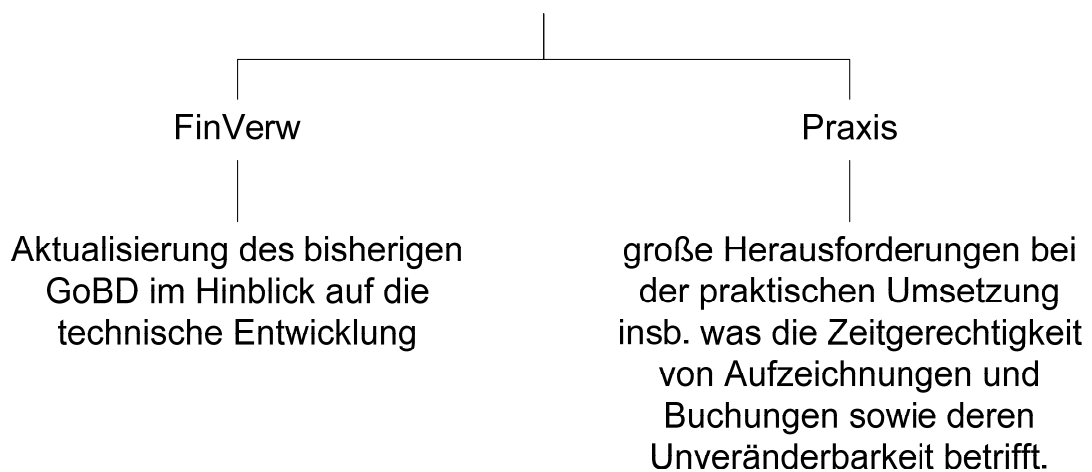 FinVerw
Praxis
Aktualisierung des bisherigen
GoBD im Hinblick auf die
technische Entwicklung
große Herausforderungen bei
der praktischen Umsetzung
insb. was die Zeitgerechtigkeit
von Aufzeichnungen und
Buchungen sowie deren
Unveränderbarkeit betrifft.